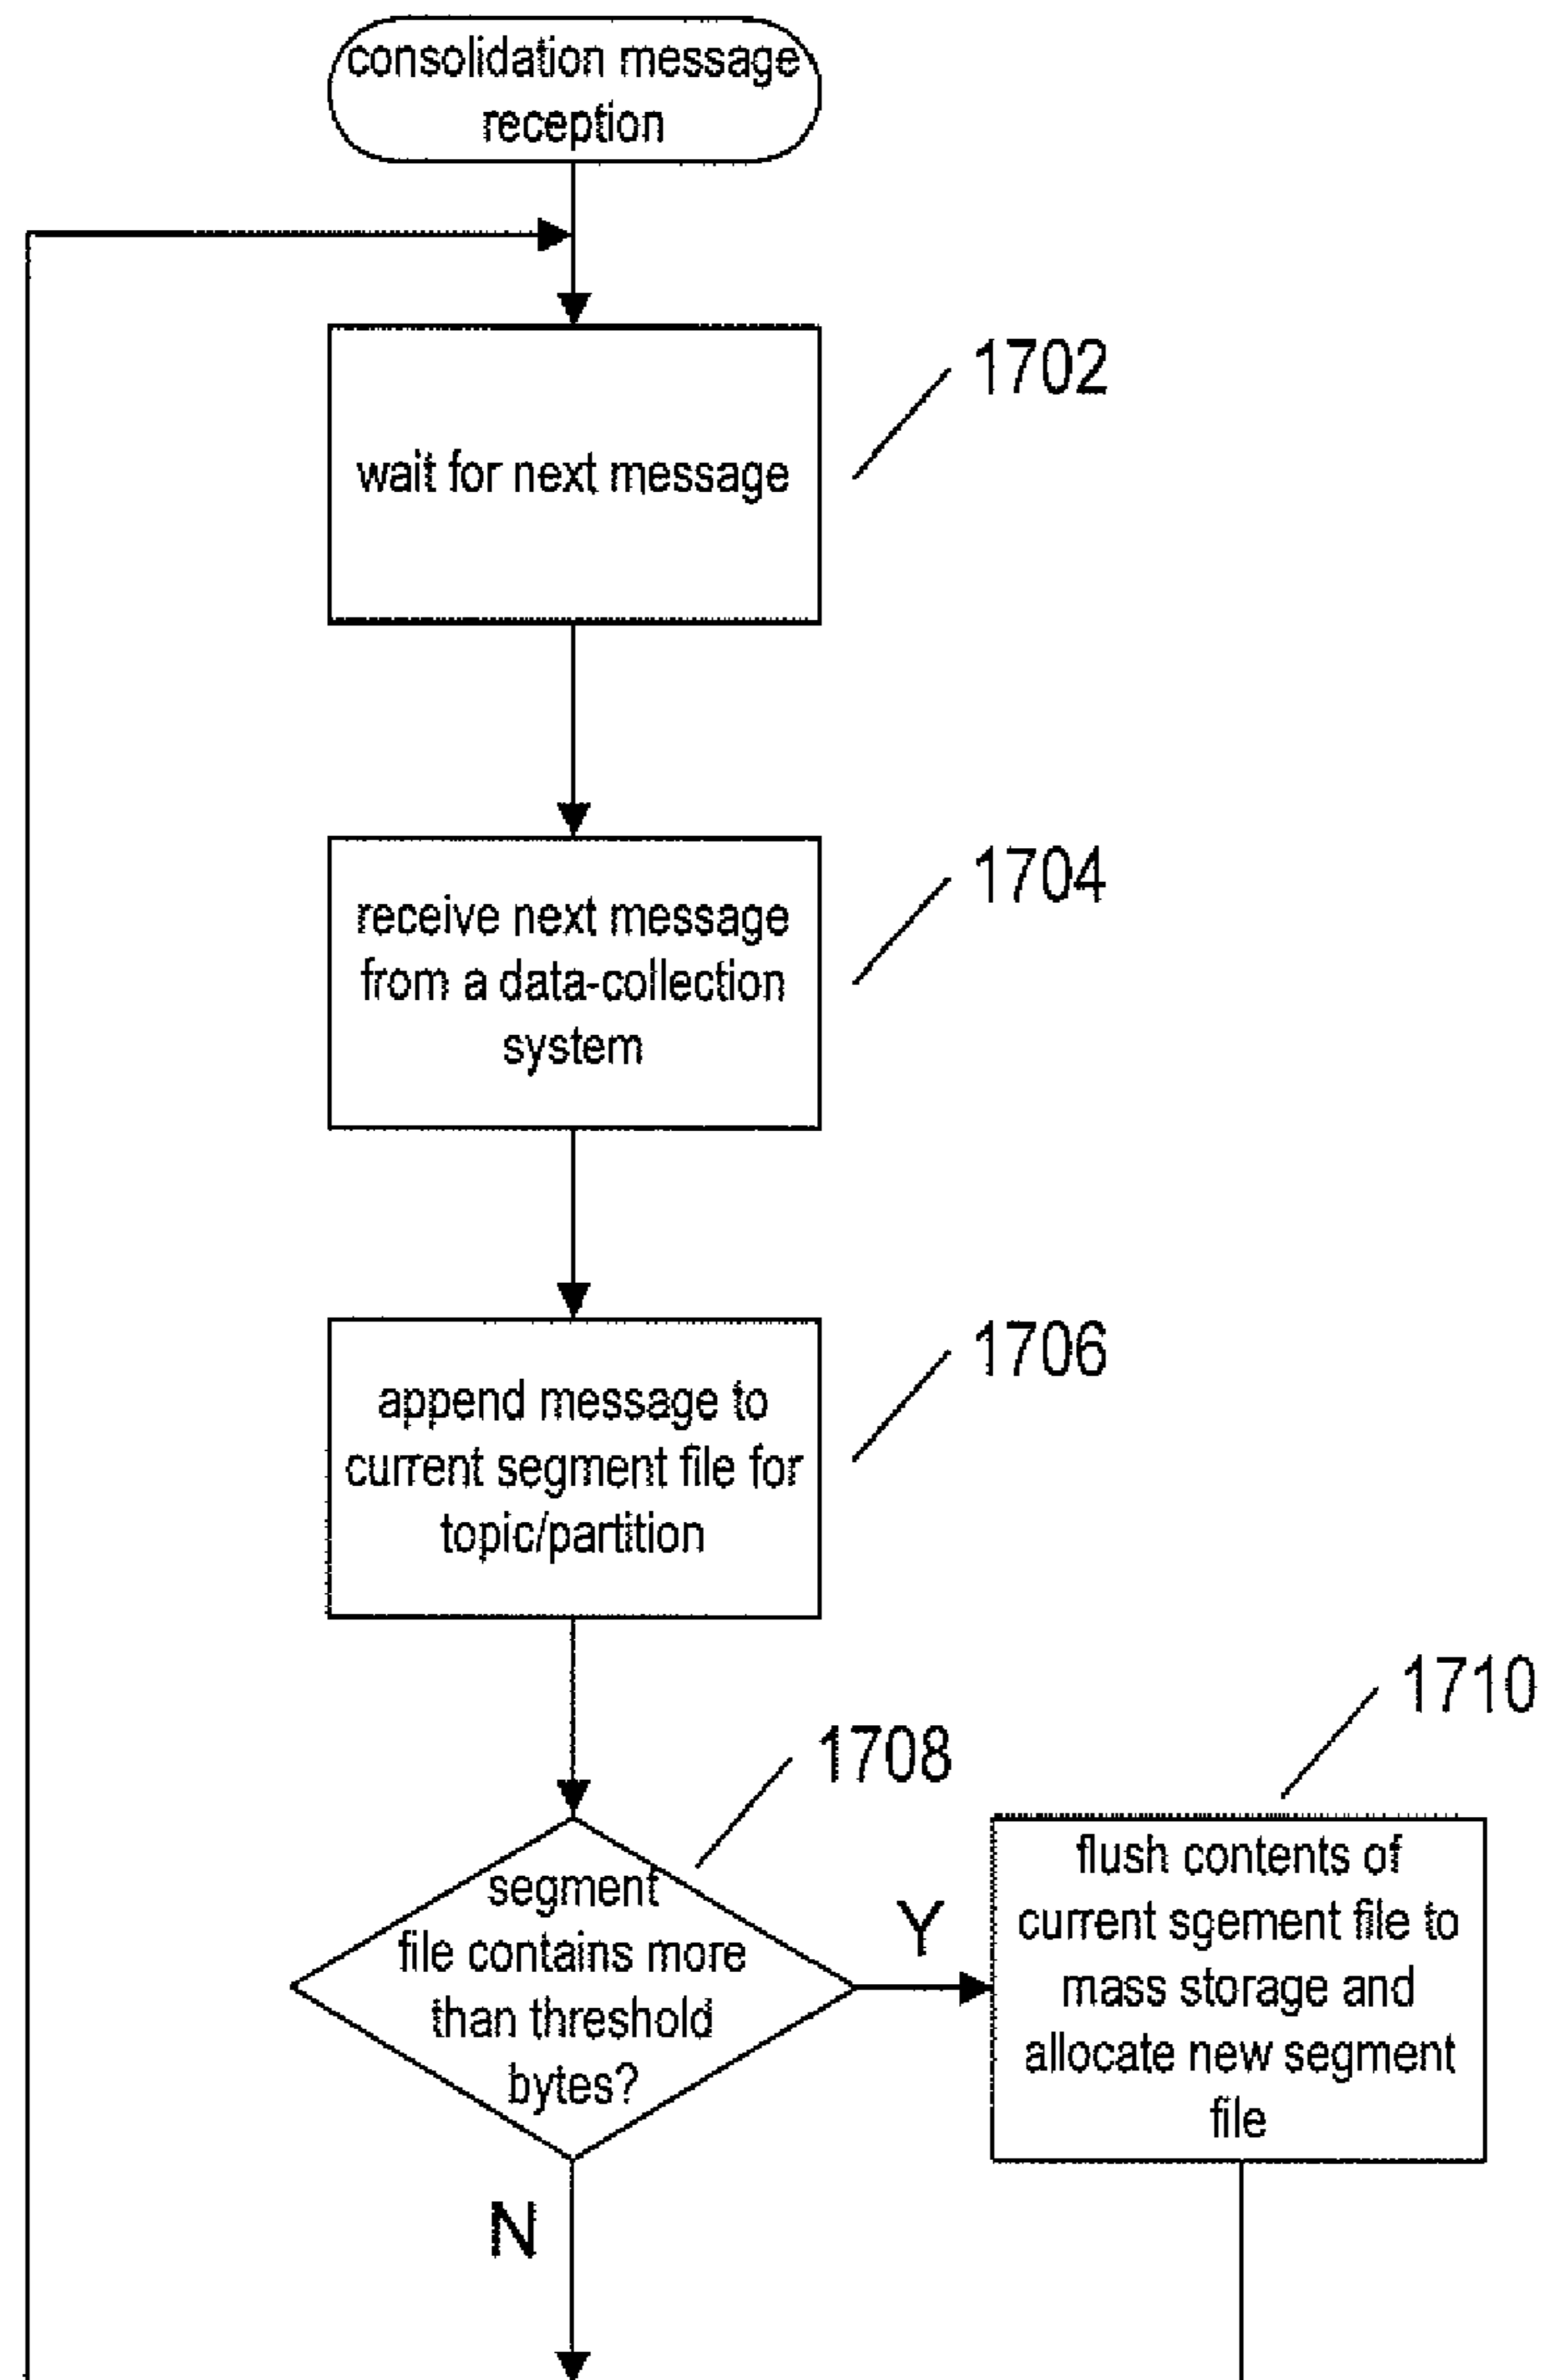 consolidation message
reception
1702
wait for next message
1704
receive next message
from a data-collection
system
1706
append message to
current segment file for
topic/partition
1708
segment
file contains more
than threshold
bytes?
Y
N
1710
flush contents of
current sgement file to
mass storage and
allocate new segment
file